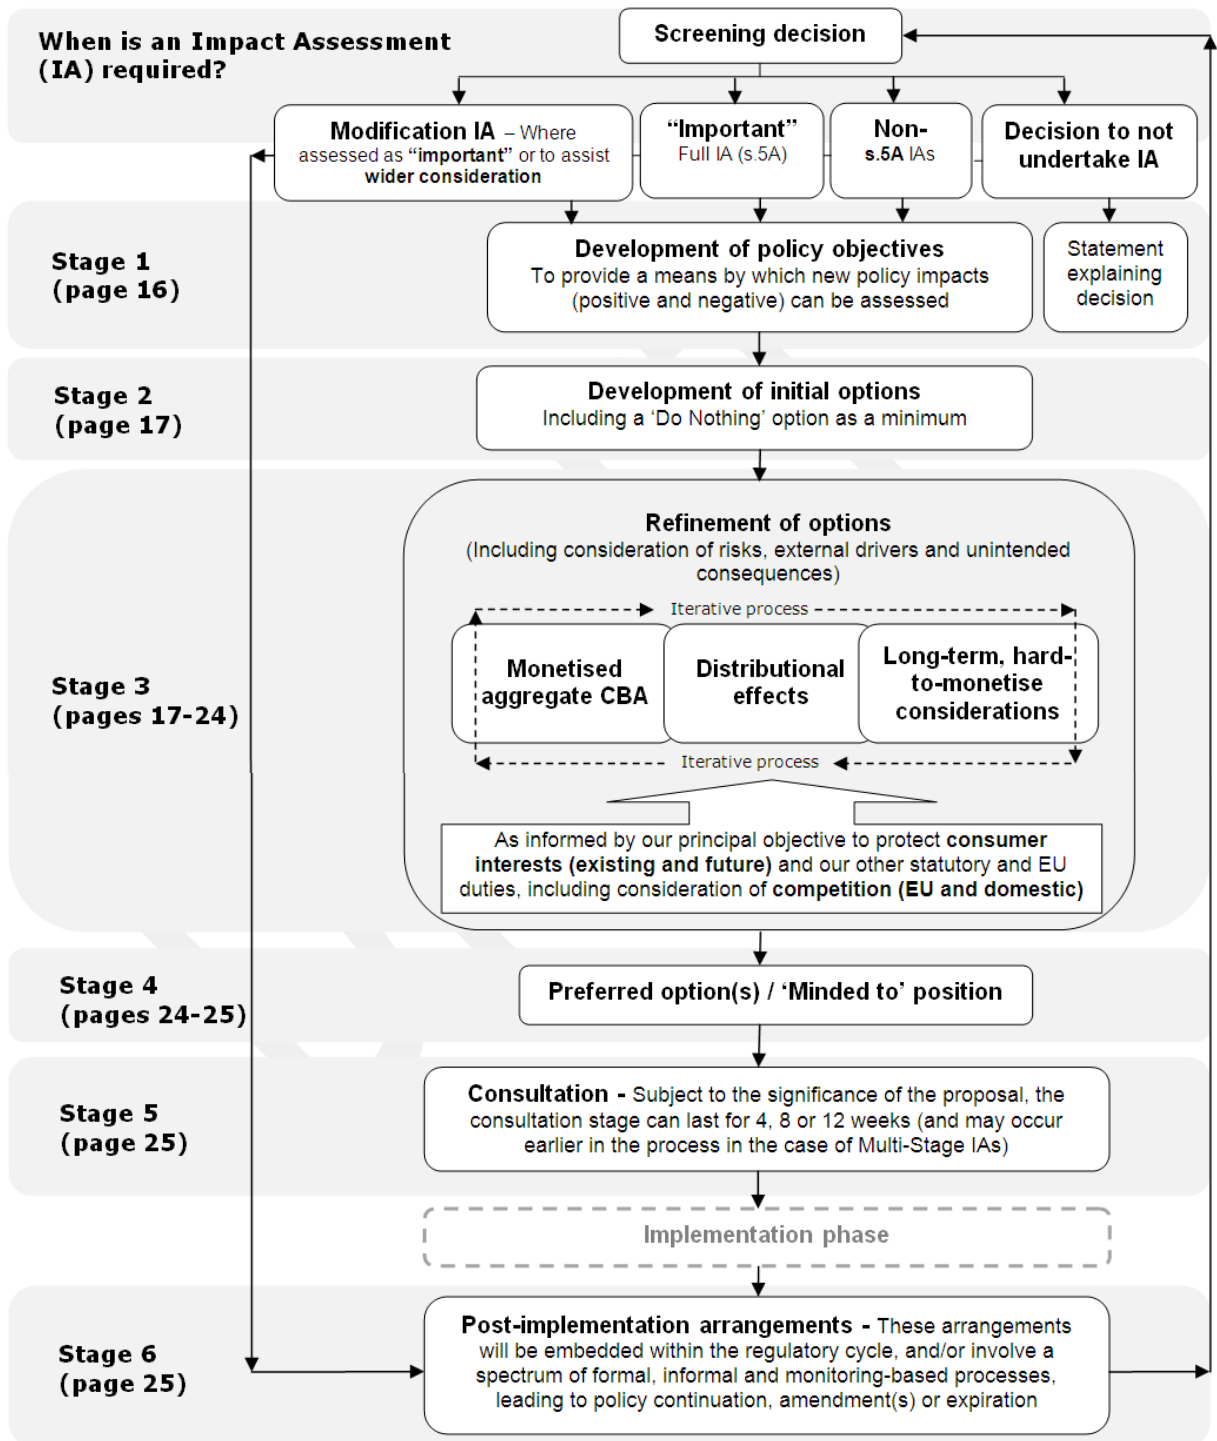 When is an Impact Assessment
(IA) required?
Screening decision
Modification IA – Where
assessed as “important” or to assist
wider consideration
“Important”
Full IA (s.5A)
Non-
s.5A IAs
Decision to not
undertake IA
Stage 1
(page 16)
Development of policy objectives
To provide a means by which new policy impacts
(positive and negative) can be assessed
Statement
explaining
decision
Stage 2
(page 17)
Development of initial options
Including a ‘Do Nothing’ option as a minimum
Stage 3
(pages 17-24)
Refinement of options
(Including consideration of risks, external drivers and unintended
consequences)
Iterative process
Monetised
aggregate CBA
Distributional
effects
Long-term, hard-
to-monetise
considerations
Iterative process
As informed by our principal objective to protect consumer
interests (existing and future) and our other statutory and EU
duties, including consideration of competition (EU and domestic)
Stage 4
(pages 24-25)
Preferred option(s) / ‘Minded to’ position
Stage 5
(page 25)
Consultation - Subject to the significance of the proposal, the
consultation stage can last for 4, 8 or 12 weeks (and may occur
earlier in the process in the case of Multi-Stage IAs)
Implementation phase
Stage 6
(page 25)
Post-implementation arrangements - These arrangements
will be embedded within the regulatory cycle, and/or involve a
spectrum of formal, informal and monitoring-based processes,
leading to policy continuation, amendment(s) or expiration